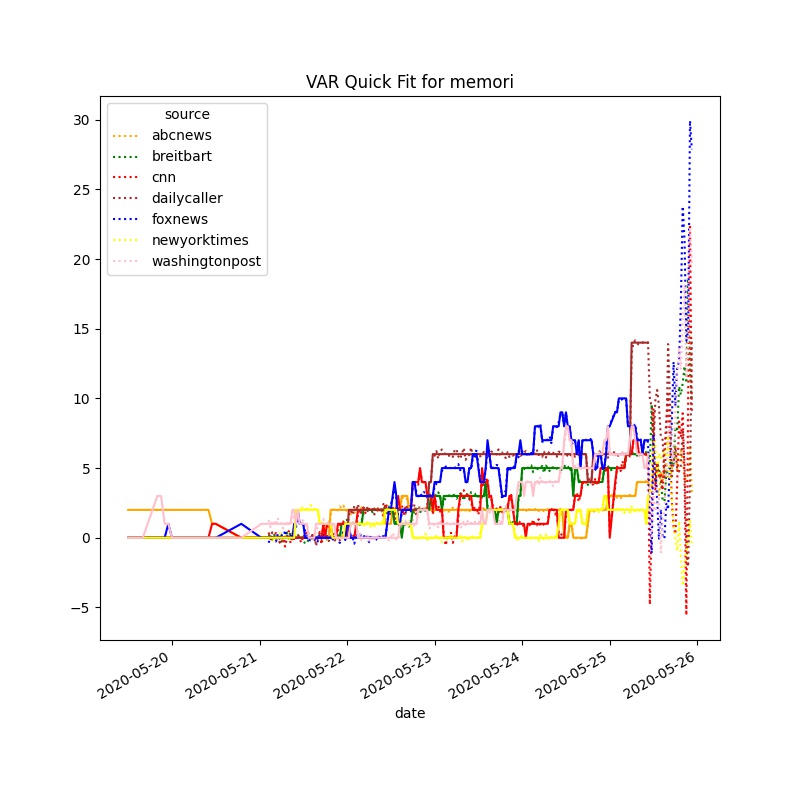 VAR Quick Fit for memori
source
abcnews
breitbart
cnn
dailycaller
foxnews
newyorktimes
washingtonpost
30
25
20
15
10
5
0
−5
2020-05-20
2020-05-21
2020-05-22
2020-05-23
2020-05-24
2020-05-25
2020-05-26
date